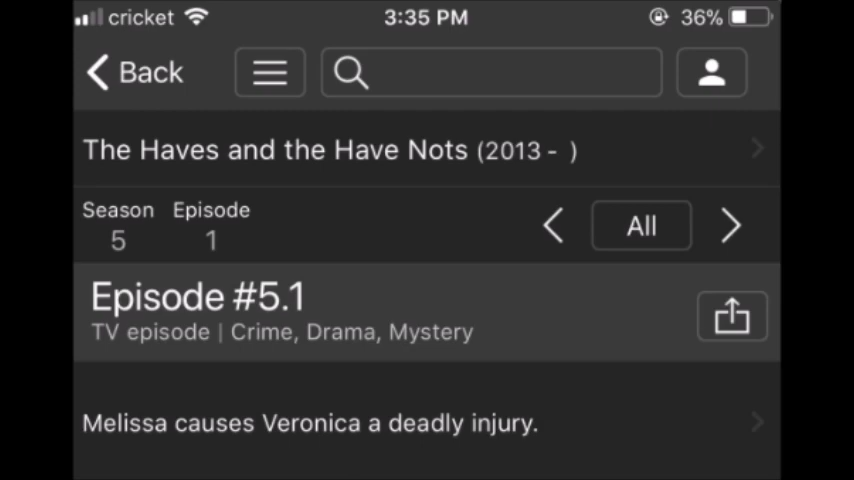 cricket 3:35 PM 36%
Back
The Haves and the Have Nots (2013 - )
Season Episode
5 1
All
Episode #5.1
TV episode | Crime, Drama, Mystery
Melissa causes Veronica a deadly injury.